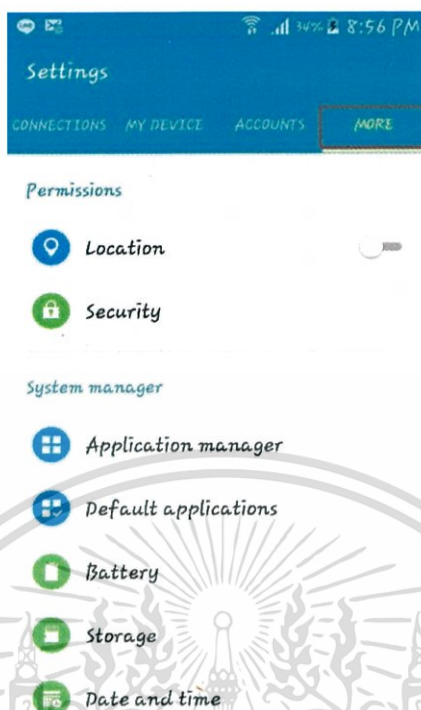 LINE 34% 8:56 PM
Settings
CONNECTIONS MY DEVICE ACCOUNTS MORE
Permissions
Location
Security
System manager
Application manager
Default applications
Battery
Storage
Date and time